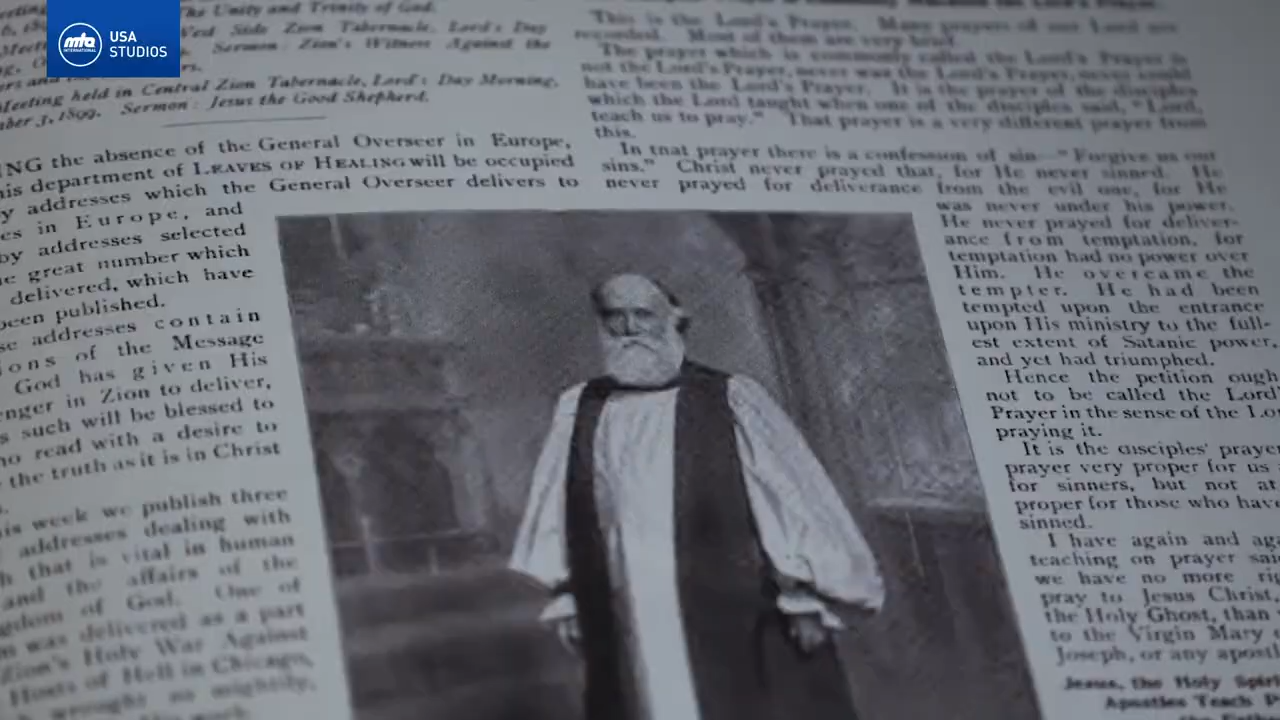 mta
INTERNATIONAL
USA
STUDIOS
The Unity and Trinity of God.
Side Zion Tabernacle, Lord's Day
Sermon: Zion's Witness Against the
Meeting held in Central Zion Tabernacle, Lord's Day Morning,
3, 1899. Sermon: Jesus the Good Shepherd.
the absence of the General Overseer in Europe,
his department of LEAVES OF HEALING will be occupied
addresses which the General Overseer delivers to
in Europe, and
by addresses selected
great number which
delivered, which have
been published.
addresses contain
of the Message
God has given His
in Zion to deliver,
such will be blessed to
read with a desire to
the truth as it is in Christ
week we publish three
addresses dealing with
that is vital in human
and the affairs of the
of God. One of
was delivered as a part
Zion's Holy War Against
Hosts of Hell in Chicago,
wrought so mightily,
This is the Lord's Prayer. Many prayers of our Lord are
recorded. Most of them are very brief.
The prayer which is commonly called the Lord's Prayer is
not the Lord's Prayer, never was the Lord's Prayer, never could
have been the Lord's Prayer. It is the prayer of the disciples
which the Lord taught when one of the disciples said, "Lord,
teach us to pray." That prayer is a very different prayer from
this.
In that prayer there is a confession of sin—"Forgive us our
sins." Christ never prayed that, for He never sinned. He
never prayed for deliverance from the evil one, for He
was never under his power.
He never prayed for deliver-
ance from temptation, for
temptation had no power over
Him. He overcame the
tempter. He had been
tempted upon the entrance
upon His ministry to the full-
est extent of Satanic power,
and yet had triumphed.
Hence the petition
not to be called the Lord
Prayer in the sense of the
praying it.
It is the disciples' prayer
prayer very proper for us
for sinners, but not at
proper for those who have
sinned.
I have again and
teaching on prayer
we have no more
pray to Jesus Christ,
the Holy Ghost, than
to the Virgin Mary
Joseph, or any
Jesus, the Holy
Apostles Teach